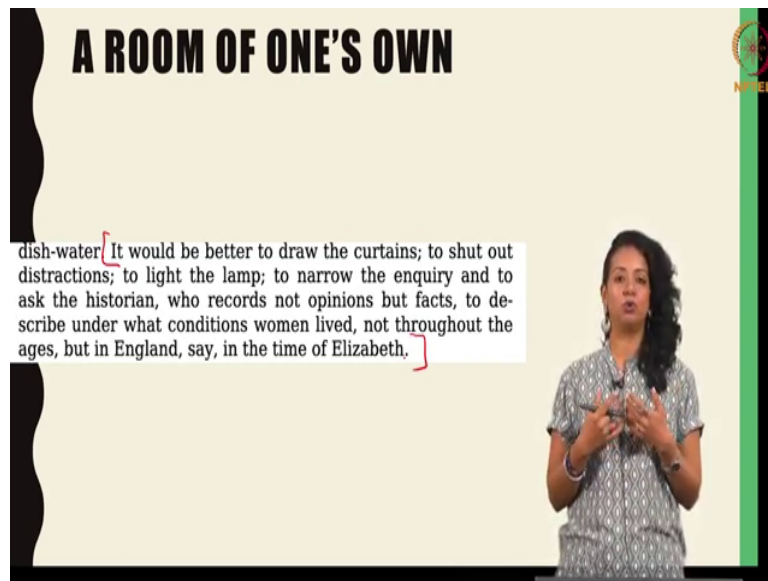 A ROOM OF ONE'S OWN
NPTEL
dish-water. It would be better to draw the curtains; to shut out
distractions; to light the lamp; to narrow the enquiry and to
ask the historian, who records not opinions but facts, to de-
scribe under what conditions women lived, not throughout the
ages, but in England, say, in the time of Elizabeth.